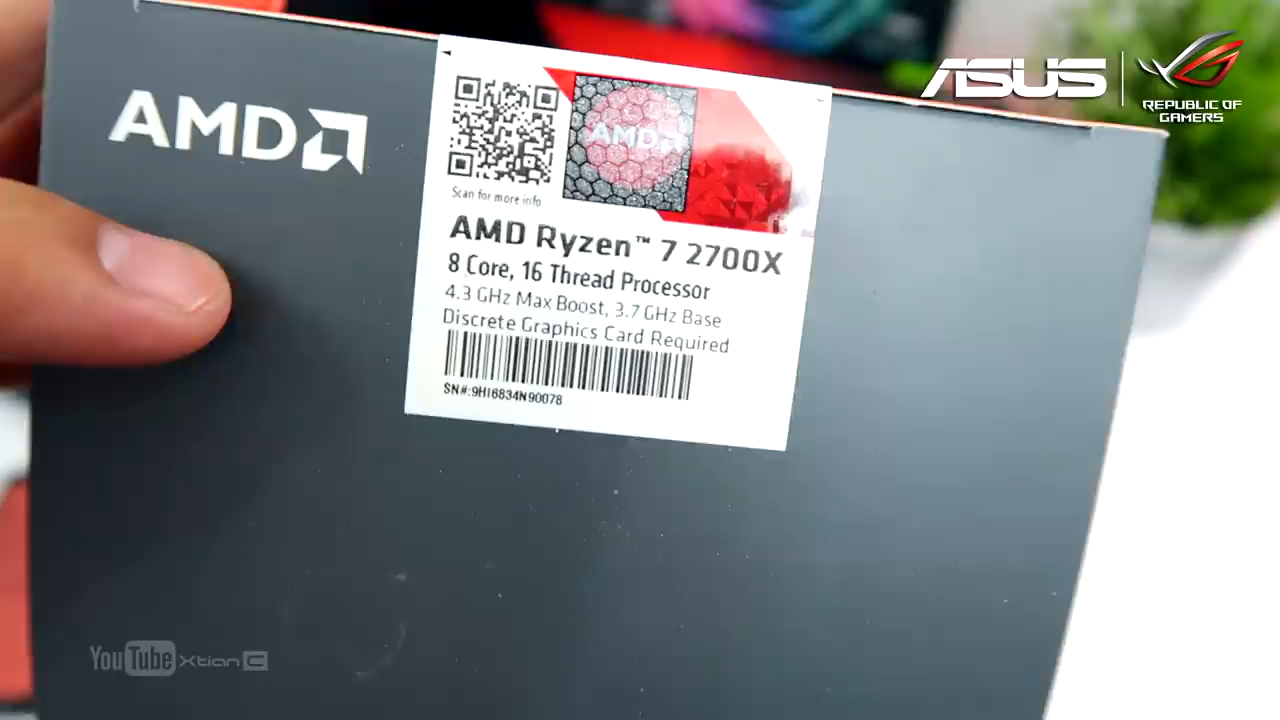 AMD
ASUS
REPUBLIC OF
GAMERS
AMD
Scan for more info
AMD Ryzen™ 7 2700X
8 Core, 16 Thread Processor
4.3 GHz Max Boost, 3.7 GHz Base
Discrete Graphics Card Required
SN#:9HI6834N90078
YouTube Xtian C